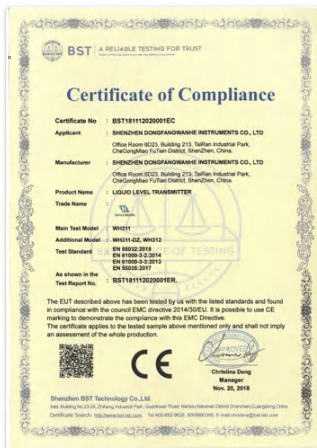 BST A RELIABLE TESTING FOR TRUST
Certificate of Compliance
Certificate No : BST181112020001EC
Applicant : SHENZHEN DONGFANGWANHE INSTRUMENTS CO., LTD
Office Room 8D23, Building 213, TaiRan Industrial Park,
CheGongMiao FuTian District, ShenZhen, China.
Manufacturer : SHENZHEN DONGFANGWANHE INSTRUMENTS CO., LTD
Office Room 8D23, Building 213, TaiRan Industrial Park,
CheGongMiao FuTian District, ShenZhen, China.
Product Name : LIQUID LEVEL TRANSMITTER
Trade Name :
Main Test Model : WH311
Additional Model : WH311-DZ, WH312
Test Standard : EN 55032:2015
EN 61000-3-2:2014
EN 61000-3-3:2013
EN 55035:2017
As shown in the
Test Report No. : BST181112020001ER.
The EUT described above has been tested by us with the listed standards and found
in compliance with the council EMC directive 2014/30/EU. It is possible to use CE
marking to demonstrate the compliance with this EMC Directive.
The certificate applies to the tested sample above mentioned only and shall not imply
an assessment of the whole production.
CE
APPROVED
Christina Deng
Manager
Nov. 20, 2018
Shenzhen BST Technology Co.,Ltd.